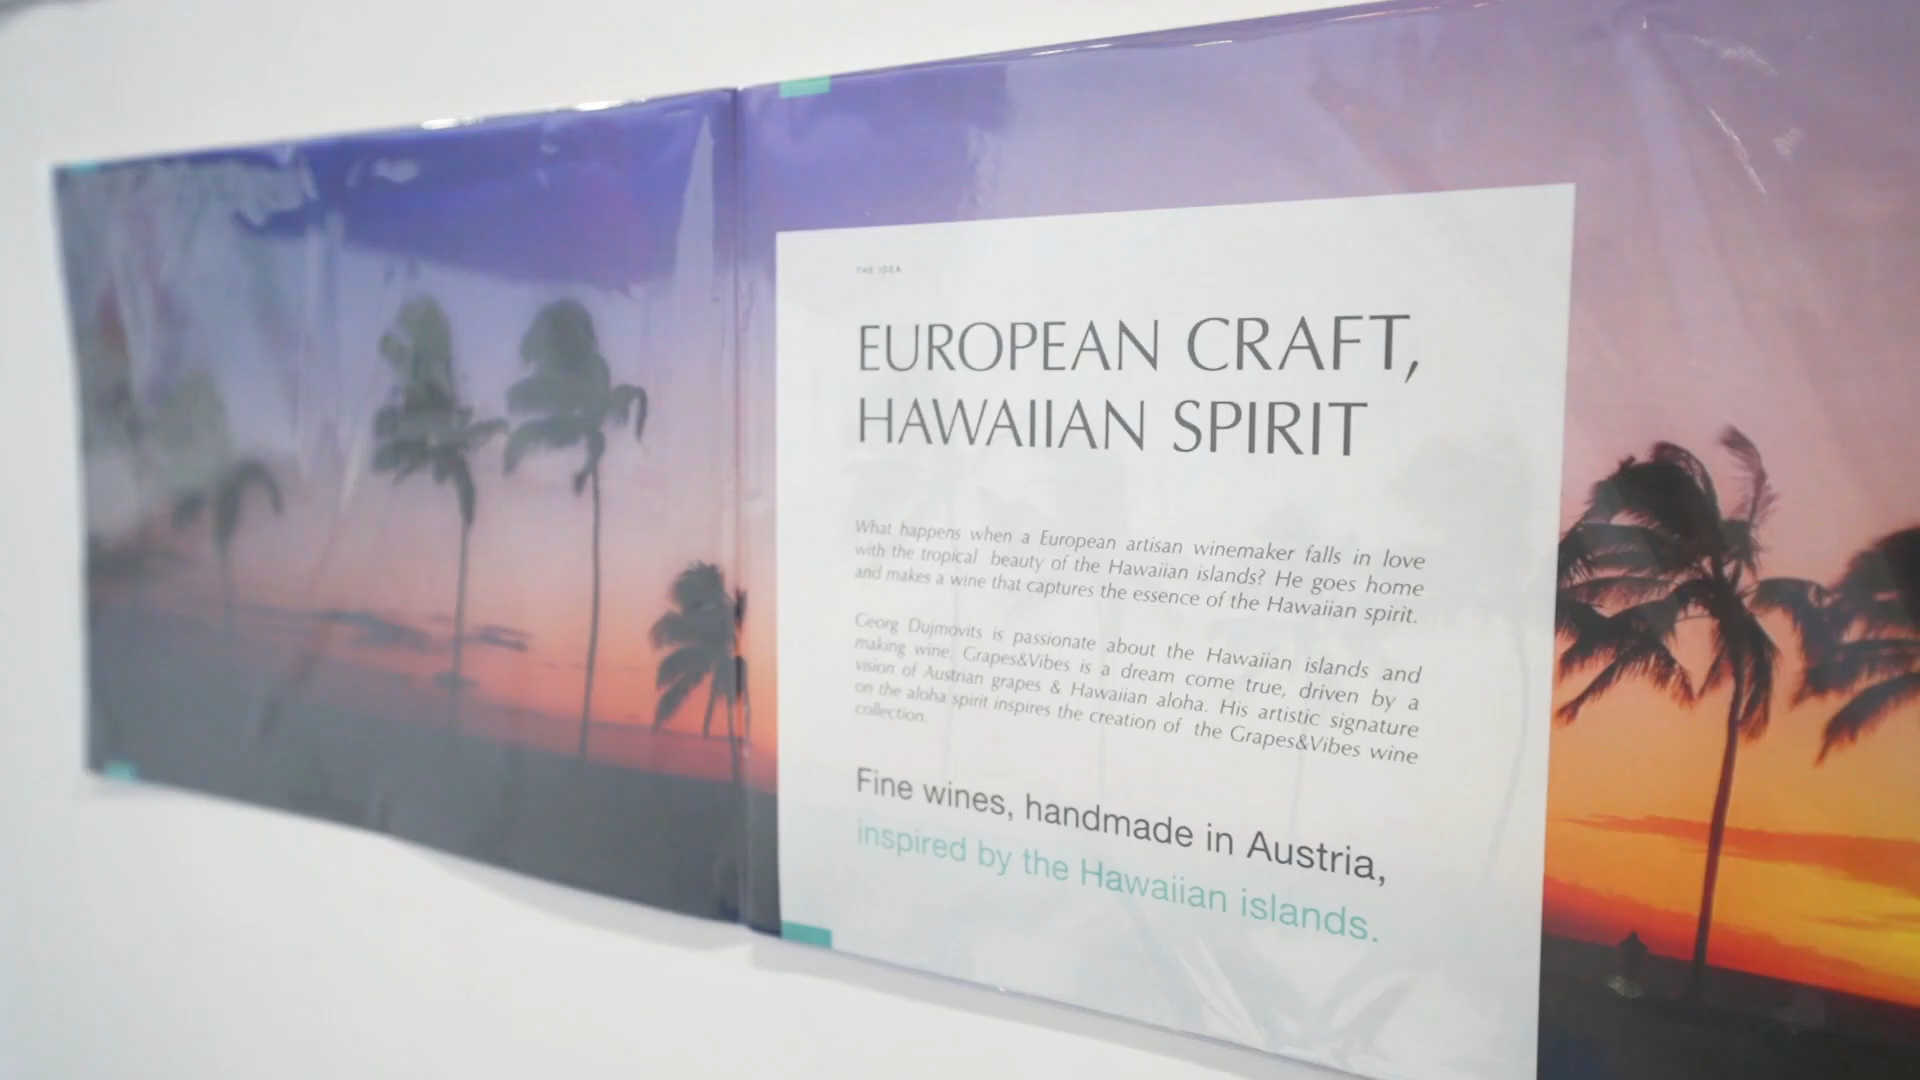 THE IDEA
EUROPEAN CRAFT,
HAWAIIAN SPIRIT
What happens when a European artisan winemaker falls in love
with the tropical beauty of the Hawaiian islands? He goes home
and makes a wine that captures the essence of the Hawaiian spirit.
Georg Dujmovits is passionate about the Hawaiian islands and
making wine. Grapes&Vibes is a dream come true, driven by a
vision of Austrian grapes & Hawaiian aloha. His artistic signature
on the aloha spirit inspires the creation of the Grapes&Vibes wine
collection.
Fine wines, handmade in Austria,
inspired by the Hawaiian islands.